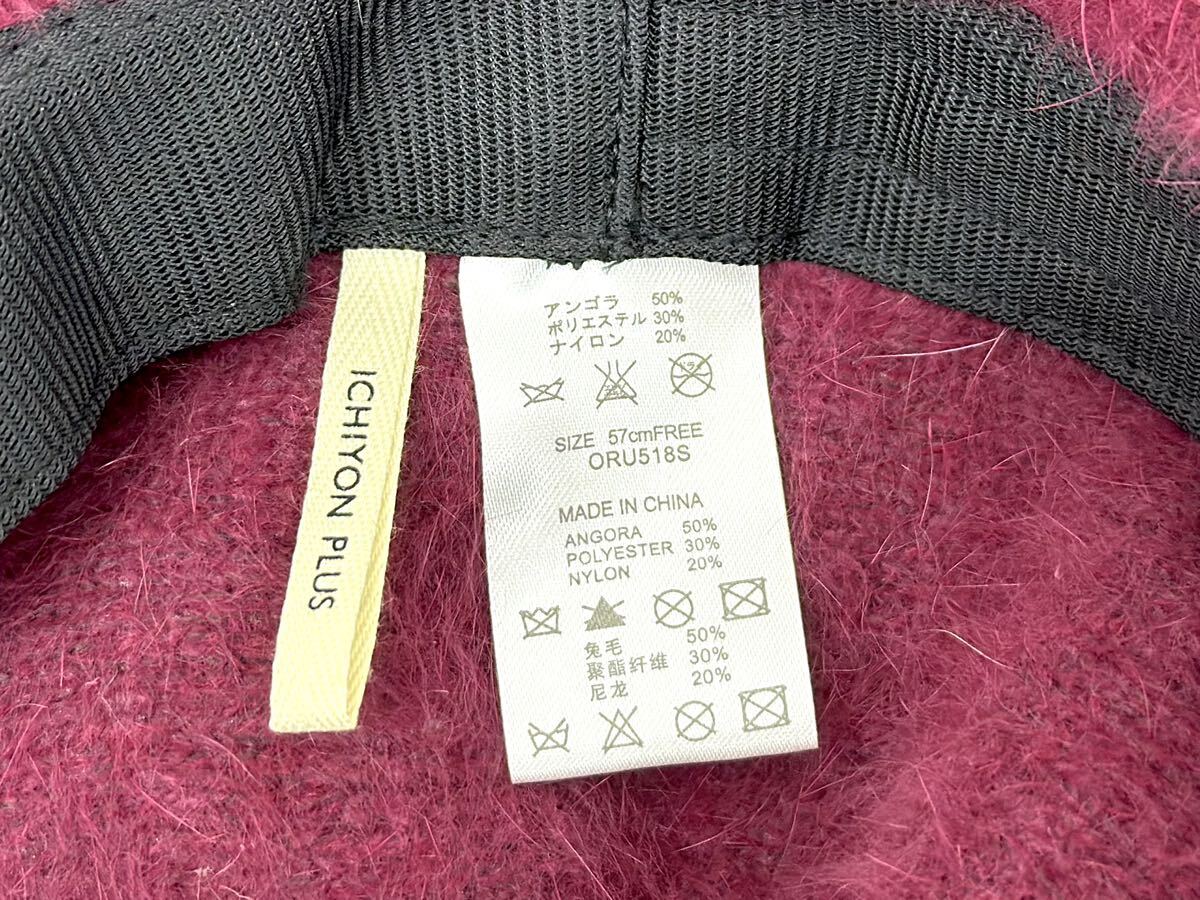 ICHIYON PLUS
アンゴラ 50%
ポリエステル 30%
ナイロン 20%
SIZE 57cmFREE
ORU518S
MADE IN CHINA
ANGORA 50%
POLYESTER 30%
NYLON 20%
兔毛 50%
聚酯纤维 30%
尼龙 20%